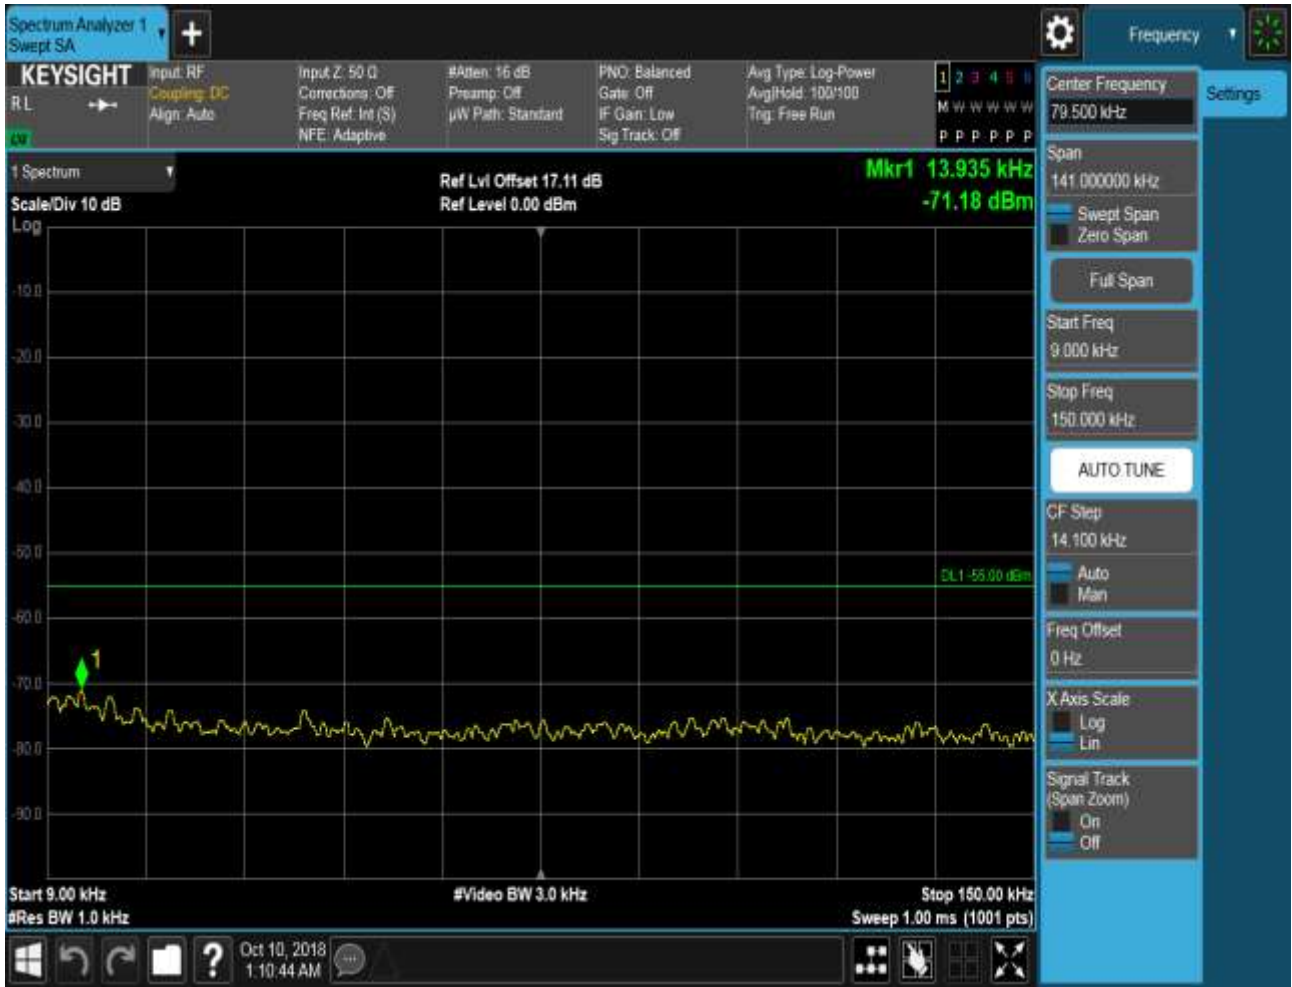 Spectrum Analyzer 1
Swept SA
Frequency
KEYSIGHT
RL
LXI
Input: RF
Coupling: DC
Align: Auto
Input Z: 50 Ω
Corrections: Off
Freq Ref: Int (S)
NFE: Adaptive
#Atten: 16 dB
Preamp: Off
µW Path: Standard
PNO: Balanced
Gate: Off
IF Gain: Low
Sig Track: Off
Avg Type: Log-Power
Avg|Hold: 100/100
Trig: Free Run
1 2 3 4 5 6
M W W W W W
P P P P P P
1 Spectrum
Scale/Div 10 dB
Log
Ref Lvl Offset 17.11 dB
Ref Level 0.00 dBm
Mkr1 13.935 kHz
-71.18 dBm
-10.0
-20.0
-30.0
-40.0
-50.0
-60.0
-70.0
-80.0
-90.0
DL1 -55.00 dBm
1
Start 9.00 kHz
#Res BW 1.0 kHz
#Video BW 3.0 kHz
Stop 150.00 kHz
Sweep 1.00 ms (1001 pts)
Center Frequency
79.500 kHz
Settings
Span
141.000000 kHz
Swept Span
Zero Span
Full Span
Start Freq
9.000 kHz
Stop Freq
150.000 kHz
AUTO TUNE
CF Step
14.100 kHz
Auto
Man
Freq Offset
0 Hz
X Axis Scale
Log
Lin
Signal Track
(Span Zoom)
On
Off
?
Oct 10, 2018
1:10:44 AM